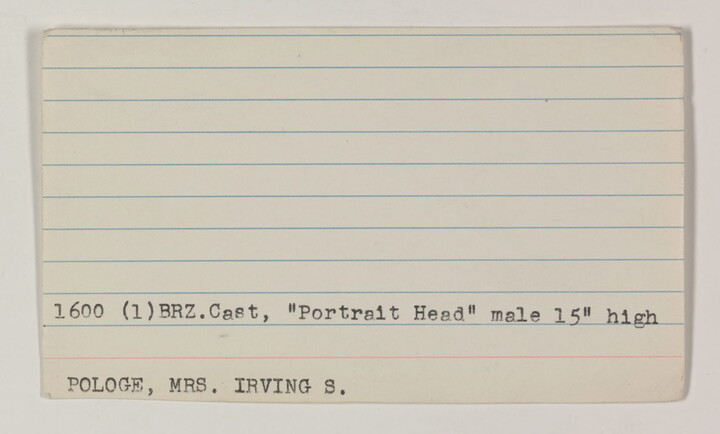 1600 (1)BRZ.Cast, "Portrait Head" male 15" high
POLOGE, MRS. IRVING S.